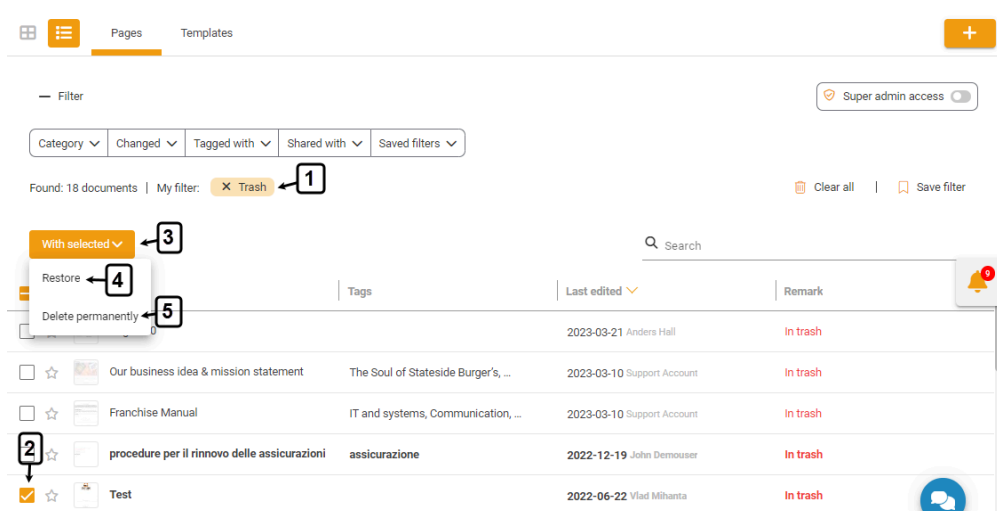 Pages Templates
+
Filter
Super admin access
Category Changed Tagged with Shared with Saved filters
1
Found: 18 documents | My filter: × Trash
Clear all | Save filter
With selected 3
Search
Restore 4
9
Tags Last edited Remark
Delete permanently 5
2023-03-21 Anders Hall In trash
Our business idea & mission statement The Soul of Stateside Burger's, ... 2023-03-10 Support Account In trash
Franchise Manual IT and systems, Communication, ... 2023-03-10 Support Account In trash
2
procedure per il rinnovo delle assicurazioni assicurazione 2022-12-19 John Demouser In trash
Test 2022-06-22 Vlad Mihanta In trash